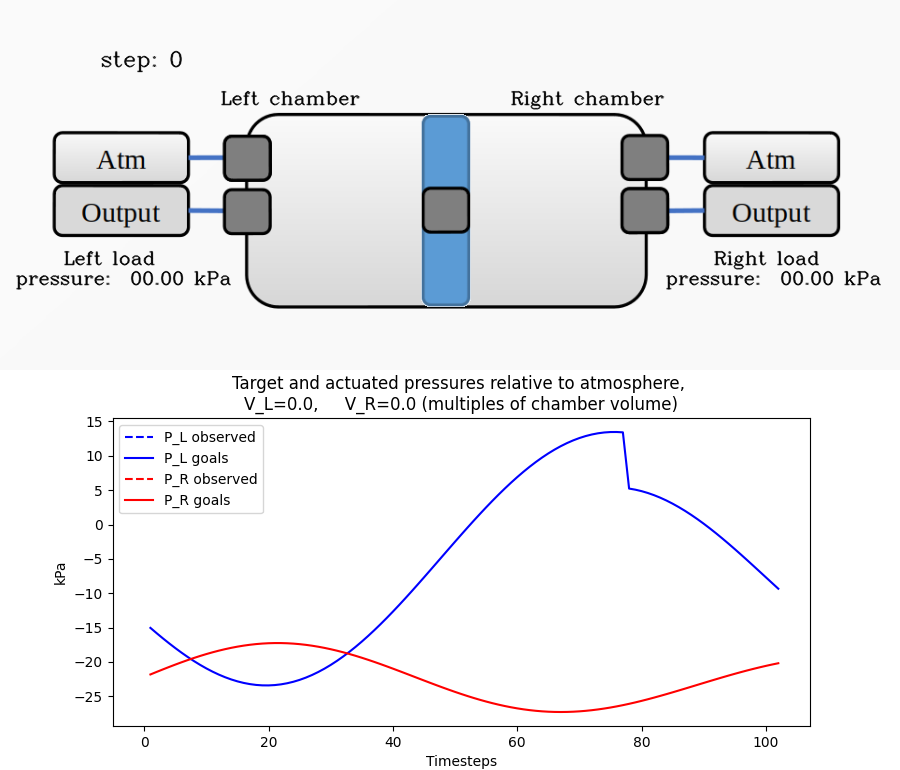 step: 0
Left chamber
Right chamber
Atm
Atm
Output
Output
Left load
pressure: 00.00 kPa
Right load
pressure: 00.00 kPa
Target and actuated pressures relative to atmosphere,
V_L=0.0, V_R=0.0 (multiples of chamber volume)
P_L observed
P_L goals
P_R observed
P_R goals
15
10
5
0
−5
−10
−15
−20
−25
kPa
0 20 40 60 80 100
Timesteps